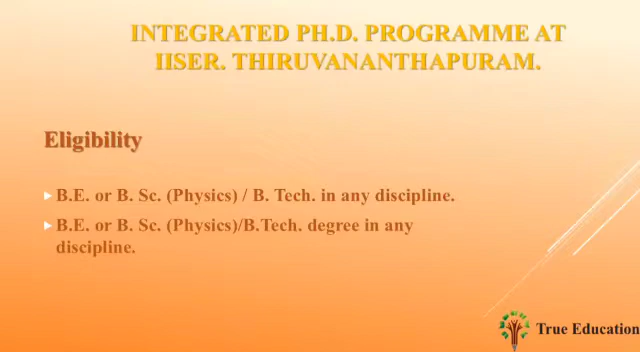 INTEGRATED PH.D. PROGRAMME AT
IISER. THIRUVANANTHAPURAM.
Eligibility
B.E. or B. Sc. (Physics) / B. Tech. in any discipline.
B.E. or B. Sc. (Physics)/B.Tech. degree in any
discipline.
True Education